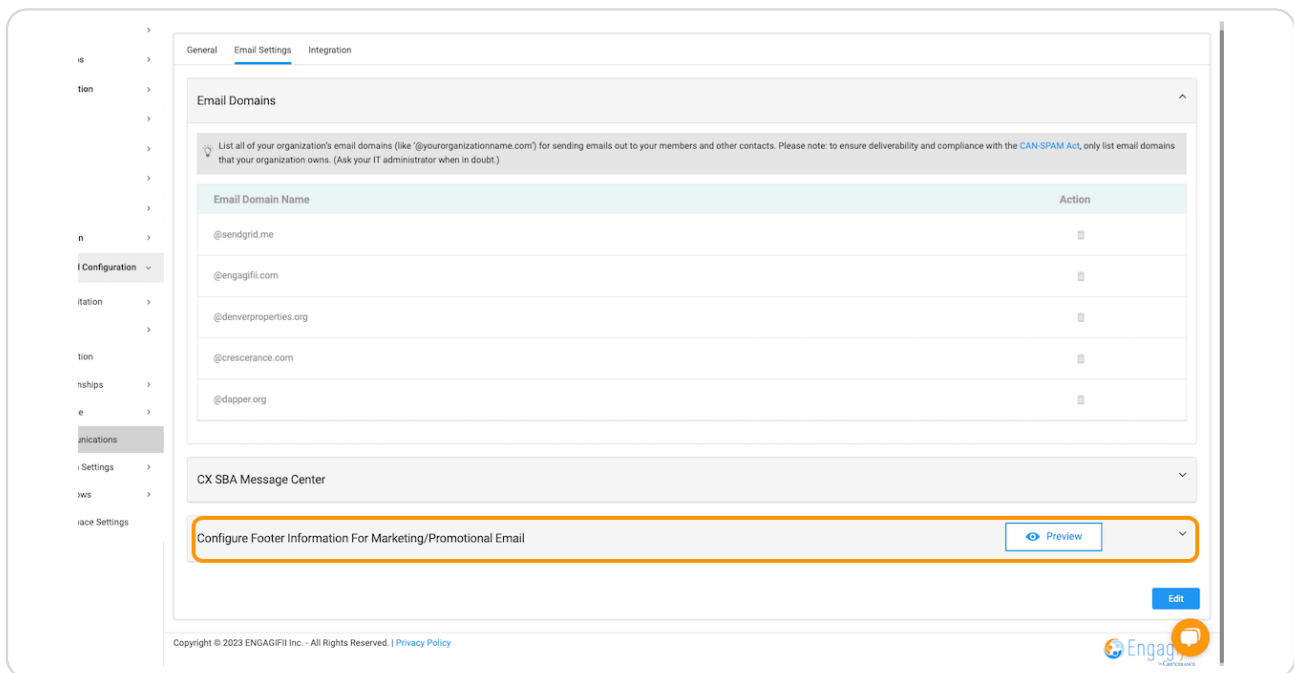 General Email Settings Integration
Email Domains
List all of your organization's email domains (like '@yourorganizationname.com') for sending emails out to your members and other contacts. Please note: to ensure deliverability and compliance with the CAN-SPAM Act, only list email domains
that your organization owns. (Ask your IT administrator when in doubt.)
Email Domain Name Action
@sendgrid.me
@engagifii.com
@denverproperties.org
@crescerance.com
@dapper.org
CX SBA Message Center
Configure Footer Information For Marketing/Promotional Email Preview
Edit
tion
n
l Configuration
itation
tion
nships
e
unications
Settings
ows
pace Settings
Copyright © 2023 ENGAGIFII Inc. - All Rights Reserved. | Privacy Policy
Engag
by CRESCERANCE